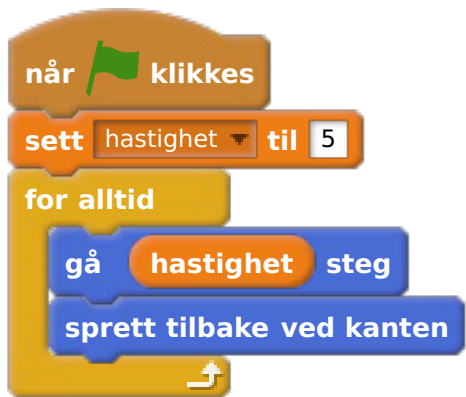 når klikkes
sett hastighet til 5
for alltid
gå hastighet steg
sprett tilbake ved kanten